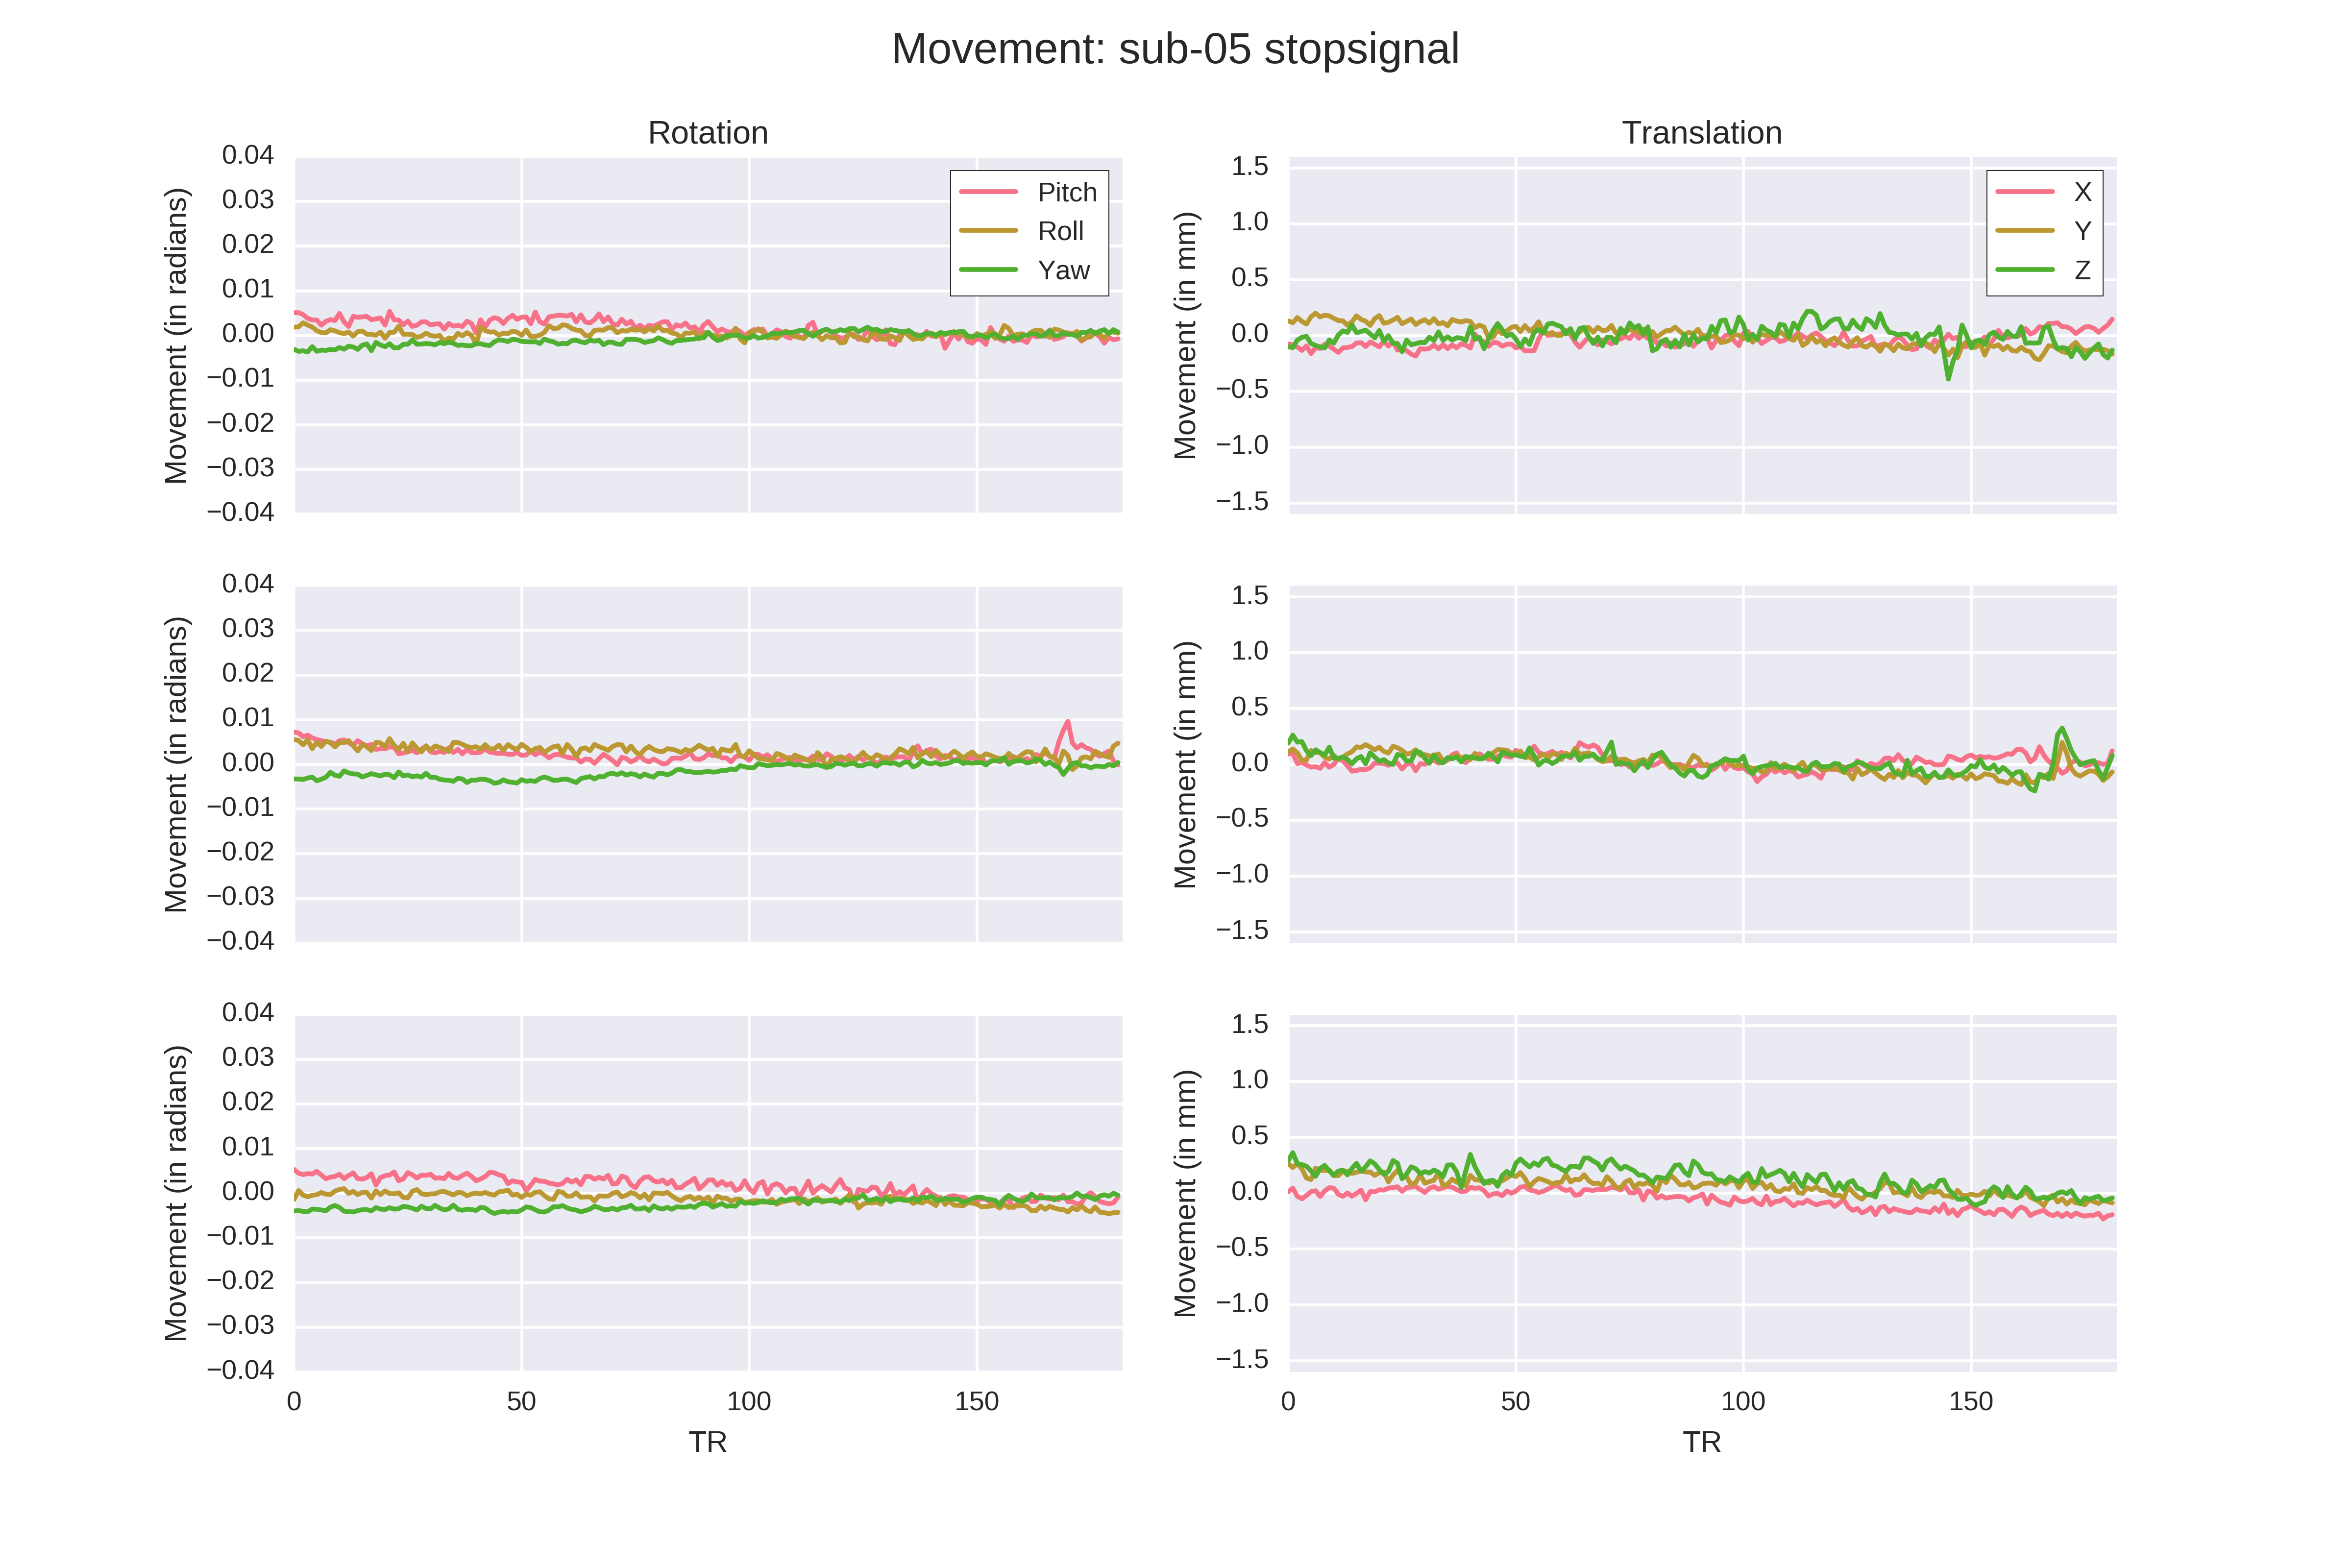 Movement: sub-05 stopsignal
Rotation
Translation
Movement (in radians)
0.04
0.03
0.02
0.01
0.00
−0.01
−0.02
−0.03
−0.04
Pitch
Roll
Yaw
Movement (in mm)
1.5
1.0
0.5
0.0
−0.5
−1.0
−1.5
X
Y
Z
Movement (in radians)
0.04
0.03
0.02
0.01
0.00
−0.01
−0.02
−0.03
−0.04
Movement (in mm)
1.5
1.0
0.5
0.0
−0.5
−1.0
−1.5
Movement (in radians)
0.04
0.03
0.02
0.01
0.00
−0.01
−0.02
−0.03
−0.04
0 50 100 150
TR
Movement (in mm)
1.5
1.0
0.5
0.0
−0.5
−1.0
−1.5
0 50 100 150
TR